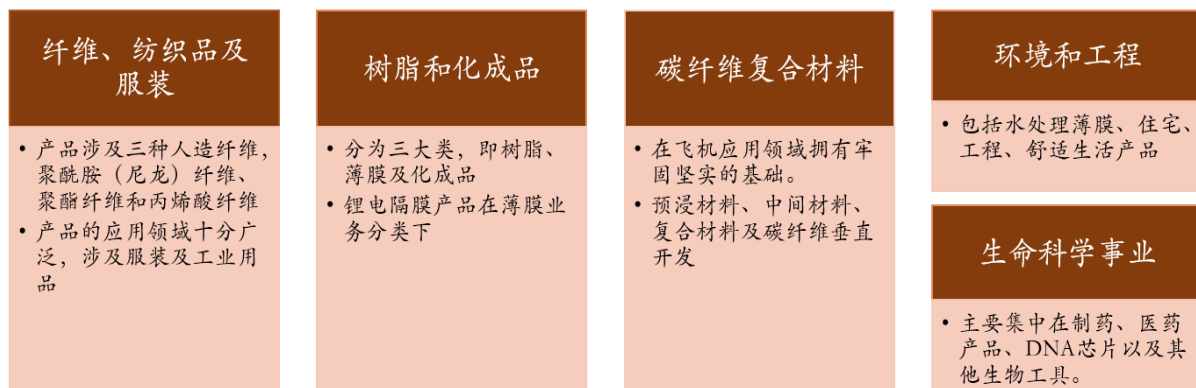 纤维、纺织品及
服装
• 产品涉及三种人造纤维，
聚酰胺（尼龙）纤维、
聚酯纤维和丙烯酸纤维
• 产品的应用领域十分广
泛，涉及服装及工业用
品
树脂和化成品
• 分为三大类，即树脂、
薄膜及化成品
• 锂电隔膜产品在薄膜业
务分类下
碳纤维复合材料
• 在飞机应用领域拥有牢
固坚实的基础。
• 预浸材料、中间材料、
复合材料及碳纤维垂直
开发
环境和工程
• 包括水处理薄膜、住宅、
工程、舒适生活产品
生命科学事业
• 主要集中在制药、医药
产品、DNA芯片以及其
他生物工具。